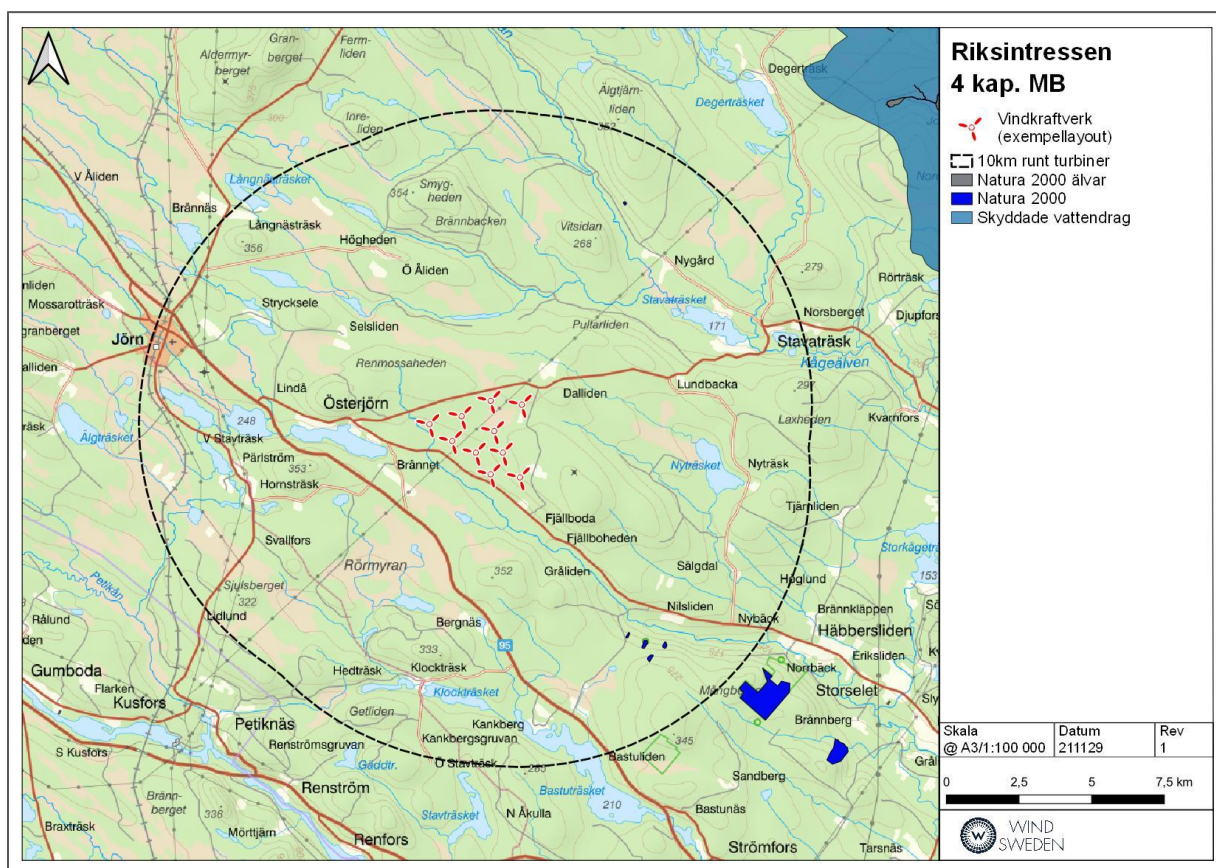 Riksintressen
4 kap. MB
Vindkraftverk
(exempellayout)
10km runt turbiner
Natura 2000 älvar
Natura 2000
Skyddade vattendrag
Skala
@ A3/1:100 000
Datum
211129
Rev
1
0 2,5 5 7,5 km
WIND
SWEDEN
Aldermyr-
berget
Gran-
berget
Ferm-
liden
Inre-
liden
Älgtjärn-
liden
352
Degerträsk
Degerträsket
V Åliden
Brännäs
Långnästräsket
Långnästräsk
356
354
Smyg-
heden
Brännbacken
Högheden
Ö Åliden
Vitsidan
268
Nygård
279
Rörträsk
Mossarotträsk
granberget
Jörn
Strycksele
Selsliden
Stavaträsket
171
Pultarliden
Norsberget
Djupfors
Stavaträsk
Kågeälven
Renmossaheden
Lindå
Österjörn
Dalliden
Lundbacka
297
Laxheden
Kvarnfors
träsk
Älgträsket
248
V Stavträsk
Pärlström
353
Hornsträsk
Brännet
Nyträsket
Nyträsk
Tjärnliden
Svallfors
Fjällboda
Fjällboheden
Storkågeträ
153
Rörmyran
352
Gråliden
Sålgdal
Höglund
Petikån
Sjulsberget
322
Lidlund
Rålund
Nilsliden
Nybäck
Brännkläppen
Häbbersliden
Bergnäs
95
Eriksliden
Gumboda
Flarken
Kusfors
Hedträsk
333
Klockträsk
Klockträsket
Norrbäck
Storselet
Petiknäs
Getliden
Kankberg
Kankbergsgruvan
Brännberg
S Kusfors
Renströmsgruvan
Gäddtr.
Ö Stavträsk
285
345
Bastuliden
Sandberg
Renström
Bastuträsket
210
Bastunäs
Bränn-
berget
336
Braxträsk
Mörttjärn
Renfors
Stavträsket
N Åkulla
Strömfors
Tarsnäs